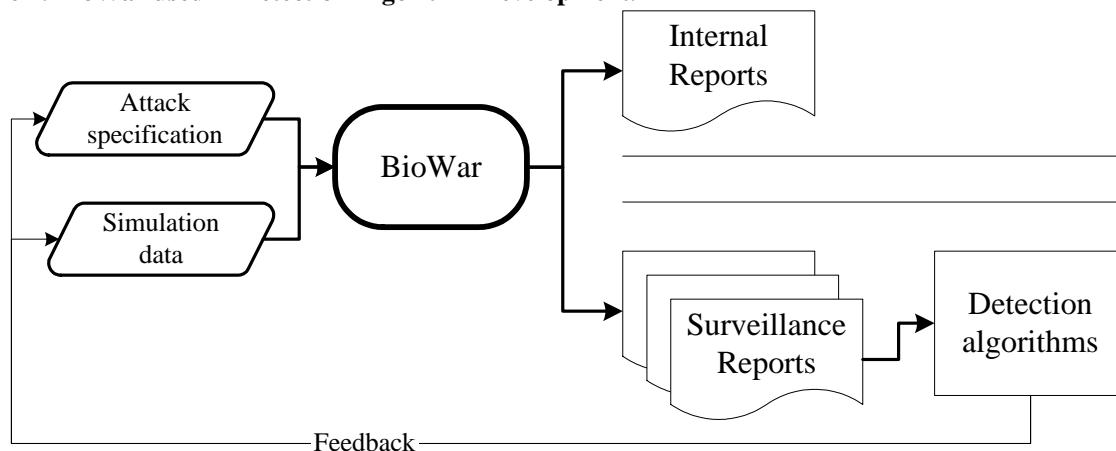 Attack
specification
Simulation
data
BioWar
Internal
Reports
Surveillance
Reports
Detection
algorithms
Feedback